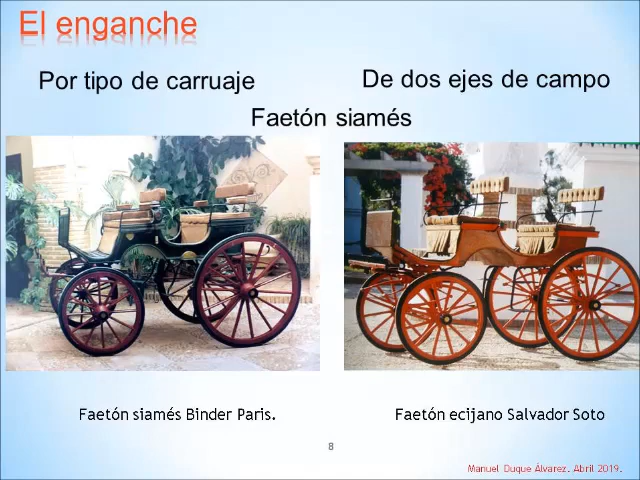 El enganche
Por tipo de carruaje
De dos ejes de campo
Faetón siamés
Faetón siamés Binder Paris.
Faetón ecijano Salvador Soto
8
Manuel Duque Álvarez. Abril 2019.